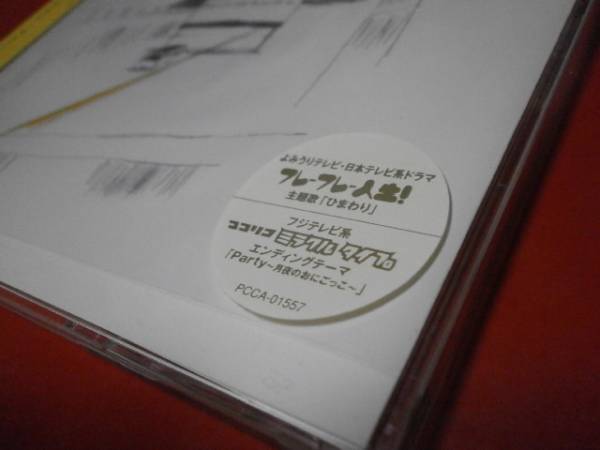 よみうりテレビ・日本テレビ系ドラマ
フレーフレー人生!
主題歌「ひまわり」
フジテレビ系
ココリコミラクルタイプ
エンディングテーマ
「Party～月夜のおにごっこ～」
PCCA-01557